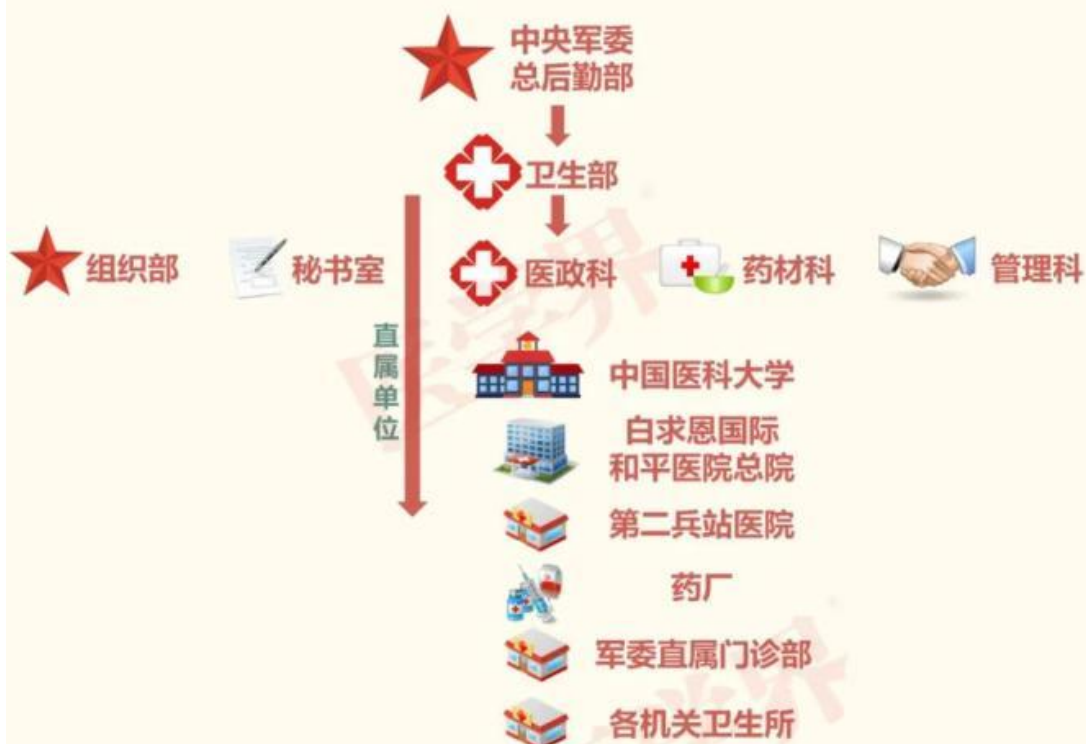 中央军委
总后勤部
卫生部
组织部
秘书室
医政科
药材科
管理科
直属单位
中国医科大学
白求恩国际
和平医院总院
第二兵站医院
药厂
军委直属门诊部
各机关卫生所
医学界